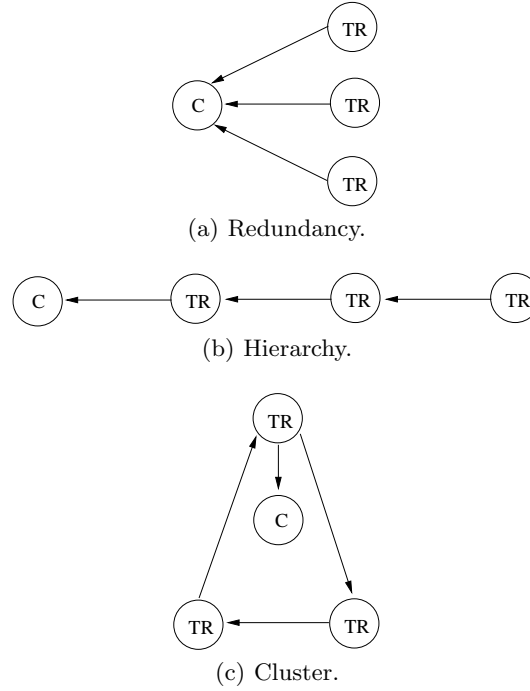 TR
C
TR
TR
(a) Redundancy.
C TR TR TR
(b) Hierarchy.
TR
C
TR TR
(c) Cluster.